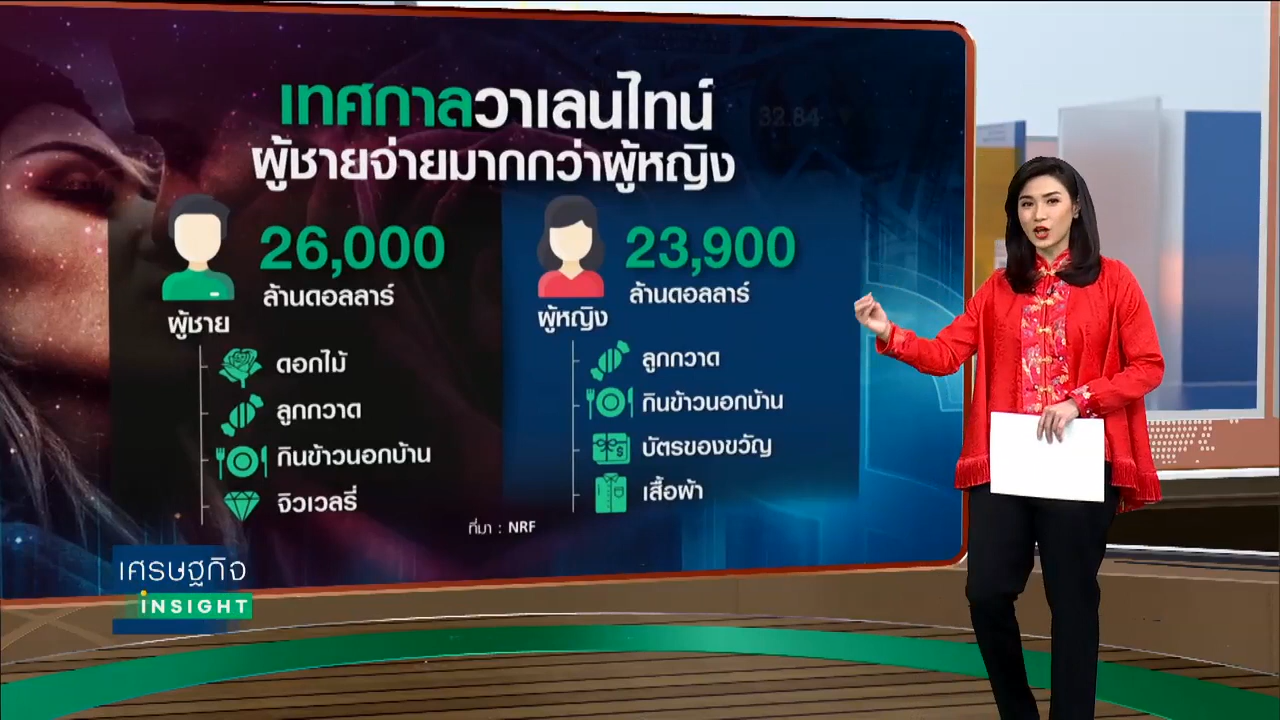 เทศกาลวาเลนไทน์
ผู้ชายจ่ายมากกว่าผู้หญิง
32.84
26,000
ล้านดอลลาร์
ผู้ชาย
ดอกไม้
ลูกกวาด
กินข้าวนอกบ้าน
จิวเวลรี่
23,900
ล้านดอลลาร์
ผู้หญิง
ลูกกวาด
กินข้าวนอกบ้าน
บัตรของขวัญ
เสื้อผ้า
ที่มา : NRF
เศรษฐกิจ
INSIGHT